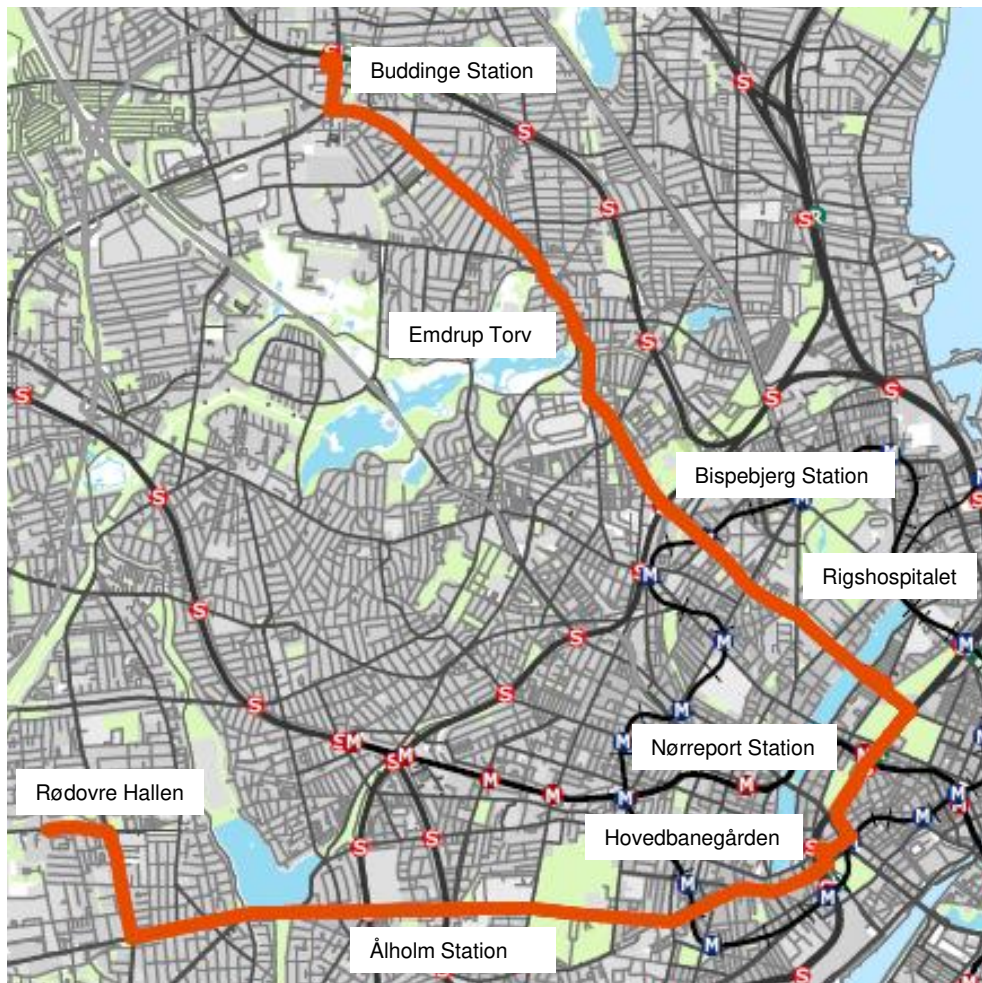 Buddinge Station
Emdrup Torv
Bispebjerg Station
Rigshospitalet
Nørreport Station
Rødovre Hallen
Hovedbanegården
Ålholm Station